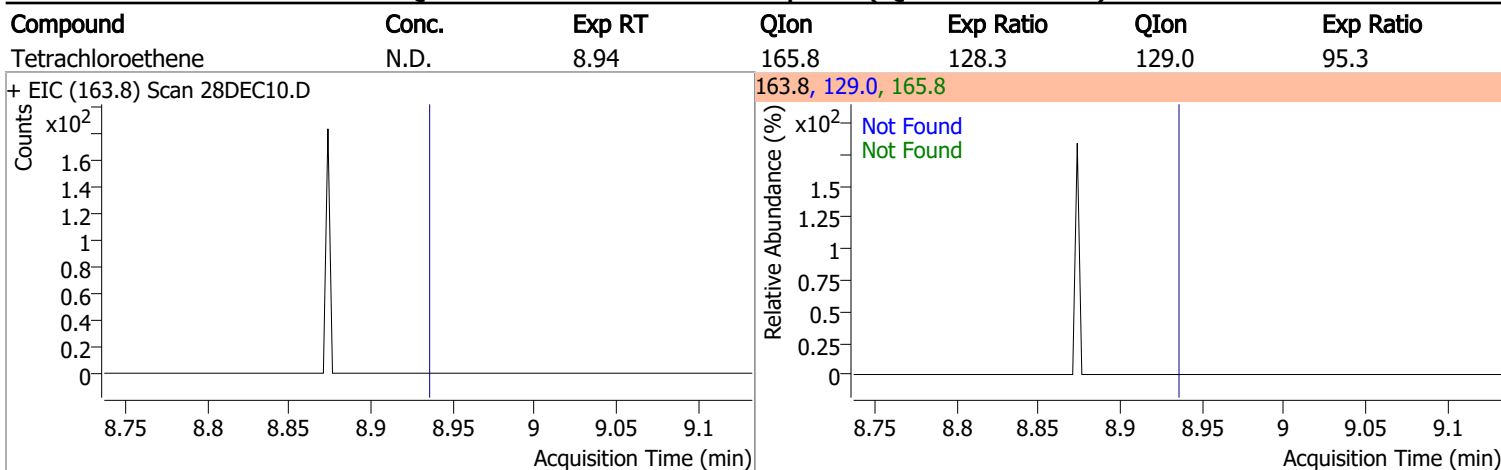 Compound Conc. Exp RT QIon Exp Ratio QIon Exp Ratio
Tetrachloroethene N.D. 8.94 165.8 128.3 129.0 95.3
+ EIC (163.8) Scan 28DEC10.D
Counts
x10²
1.6
1.4
1.2
1
0.8
0.6
0.4
0.2
0
8.75 8.8 8.85 8.9 8.95 9 9.05 9.1
Acquisition Time (min)
163.8, 129.0, 165.8
Relative Abundance (%)
x10²
Not Found
Not Found
1.5
1.25
1
0.75
0.5
0.25
0
8.75 8.8 8.85 8.9 8.95 9 9.05 9.1
Acquisition Time (min)